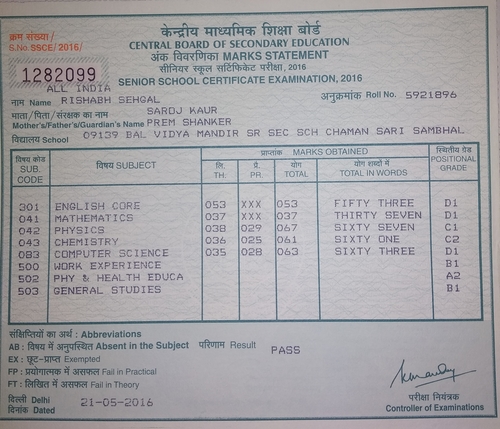 क्रम संख्या/
S.No SSCE/2016/
1282099
केन्द्रीय माध्यमिक शिक्षा बोर्ड
CENTRAL BOARD OF SECONDARY EDUCATION
अंक विवरणिका MARKS STATEMENT
सीनियर स्कूल सर्टिफिकेट परीक्षा, 2016
SENIOR SCHOOL CERTIFICATE EXAMINATION, 2016
ALL INDIA
नाम Name RISHABH SEHGAL अनुक्रमांक Roll No. 5921896
माता/पिता/संरक्षक का नाम SAROJ KAUR
Mother's/Father's/Guardian's Name PREM SHANKER
विद्यालय School 09139 BAL VIDYA MANDIR SR SEC SCH CHAMAN SARI SAMBHAL
विषय कोड SUB. CODE विषय SUBJECT प्राप्तांक MARKS OBTAINED स्थितीय ग्रेड POSITIONAL GRADE
लि. TH. प्रै. PR. योग TOTAL योग शब्दों में TOTAL IN WORDS
301 ENGLISH CORE 053 XXX 053 FIFTY THREE D1
041 MATHEMATICS 037 XXX 037 THIRTY SEVEN D1
042 PHYSICS 038 029 067 SIXTY SEVEN C1
043 CHEMISTRY 036 025 061 SIXTY ONE C2
083 COMPUTER SCIENCE 035 028 063 SIXTY THREE D1
500 WORK EXPERIENCE B1
502 PHY & HEALTH EDUCA A2
503 GENERAL STUDIES B1
संक्षिप्तियों का अर्थ : Abbreviations
AB : विषय में अनुपस्थित Absent in the Subject परिणाम Result PASS
EX : छूट-प्राप्त Exempted
FP : प्रयोगात्मक में असफल Fail in Practical
FT : लिखित में असफल Fail in Theory
दिल्ली Delhi
दिनांक Dated 21-05-2016
परीक्षा नियंत्रक
Controller of Examinations